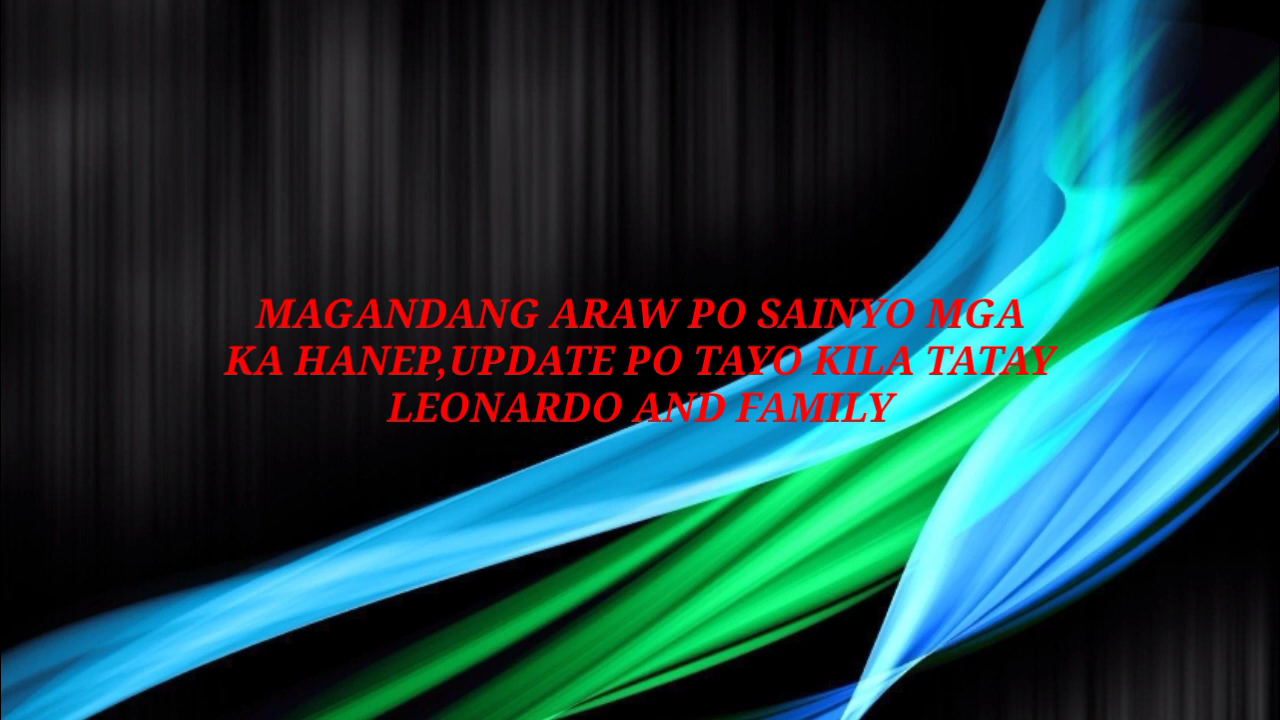 MAGANDANG ARAW PO SAINYO MGA
KA HANEP,UPDATE PO TAYO KILA TATAY
LEONARDO AND FAMILY